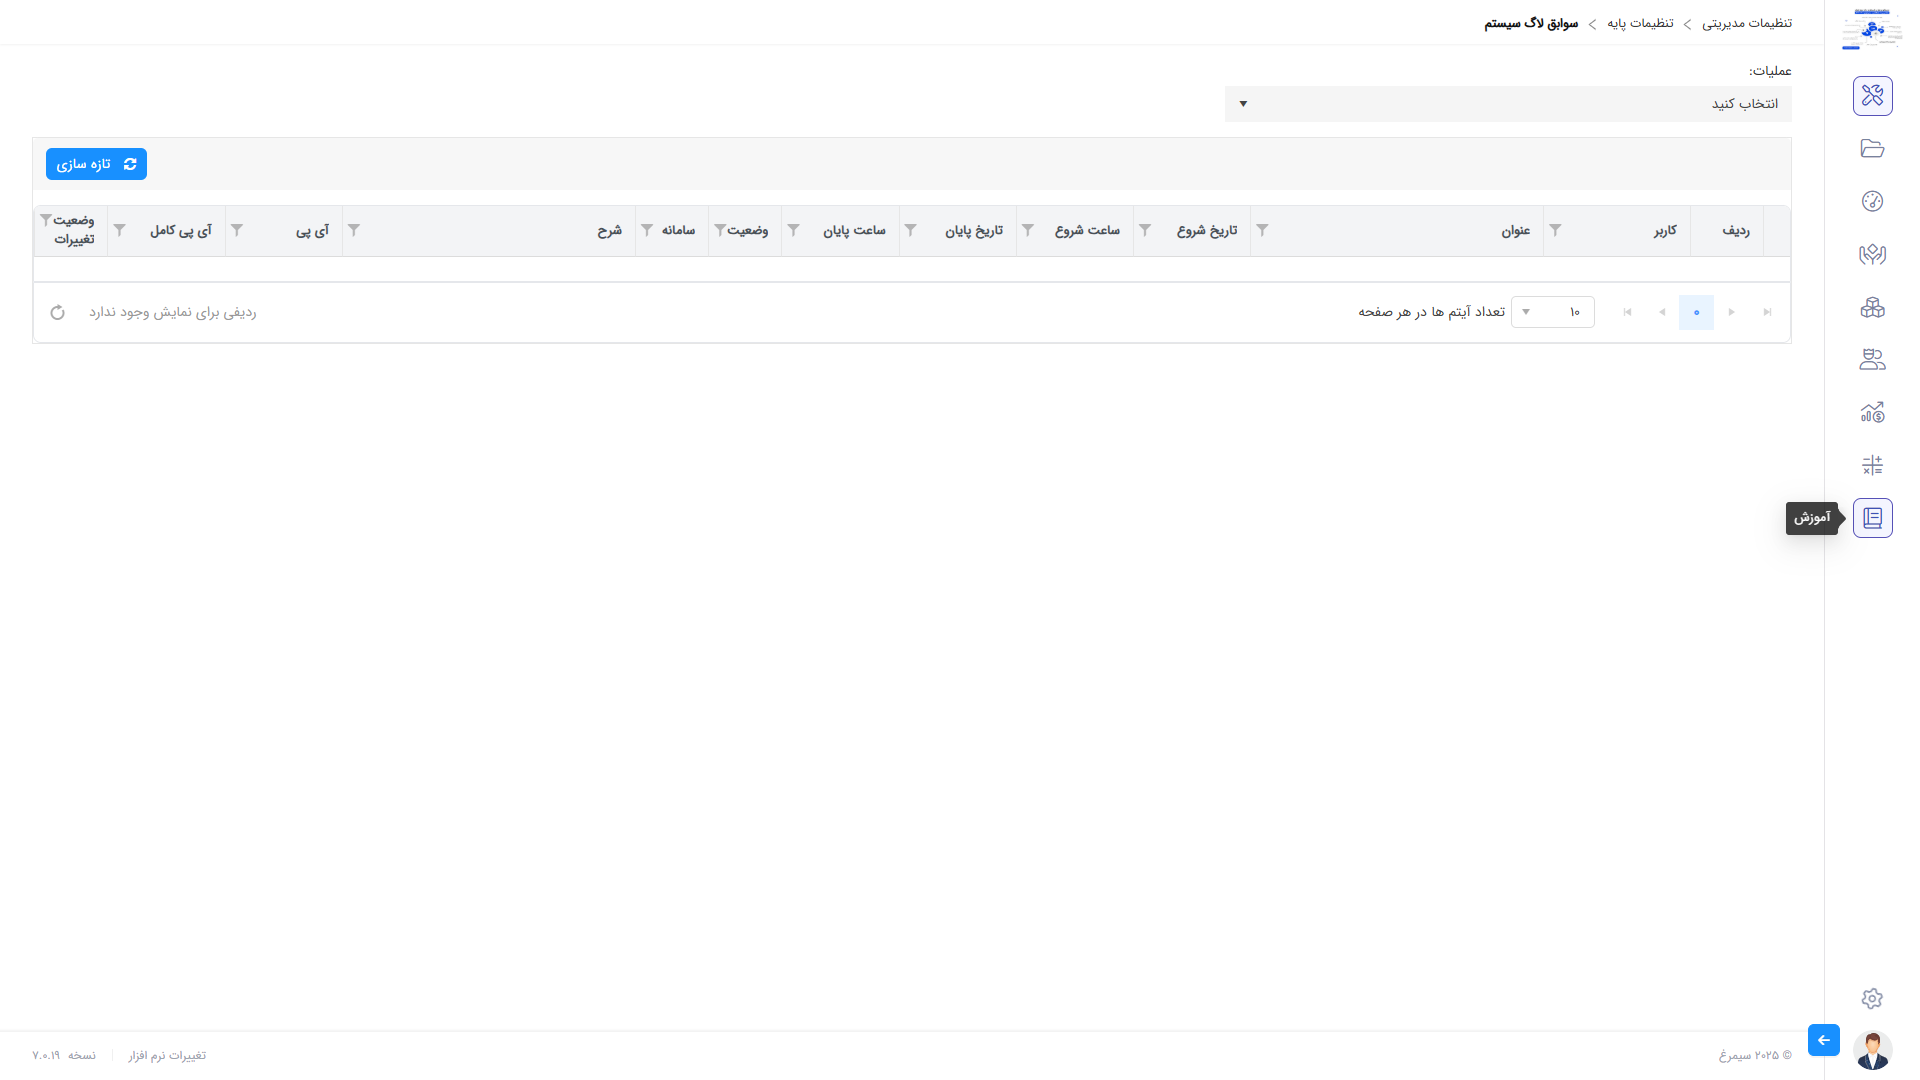 تنظیمات مدیریتی > تنظیمات پایه > سوابق لاگ سیستم
عملیات:
انتخاب کنید
تازه سازی
ردیف کاربر عنوان تاریخ شروع ساعت شروع تاریخ پایان ساعت پایان وضعیت سامانه شرح آی پی آی پی کامل وضعیت تغییرات
۰ ۱۰ تعداد آیتم ها در هر صفحه ردیفی برای نمایش وجود ندارد
آموزش
© ۲۰۲۵ سیمرغ تغییرات نرم افزار نسخه ۷.۰.۱۹